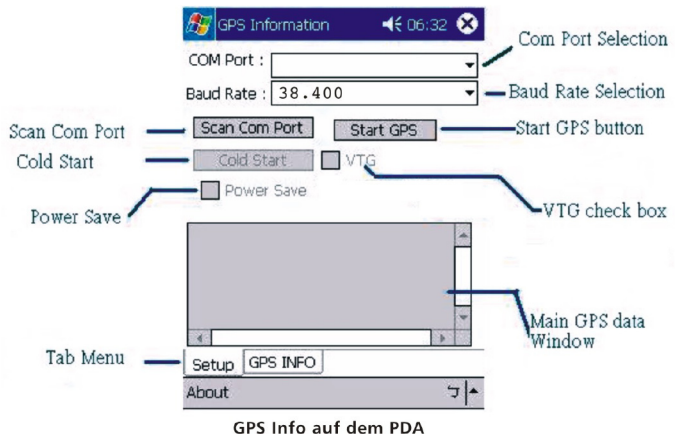 GPS Information 06:32
Com Port Selection
COM Port :
Baud Rate : 38.400
Baud Rate Selection
Scan Com Port
Scan Com Port
Start GPS
Start GPS button
Cold Start
Cold Start
VTG
Power Save
Power Save
VTG check box
Main GPS data
Window
Tab Menu
Setup
GPS INFO
About
GPS Info auf dem PDA